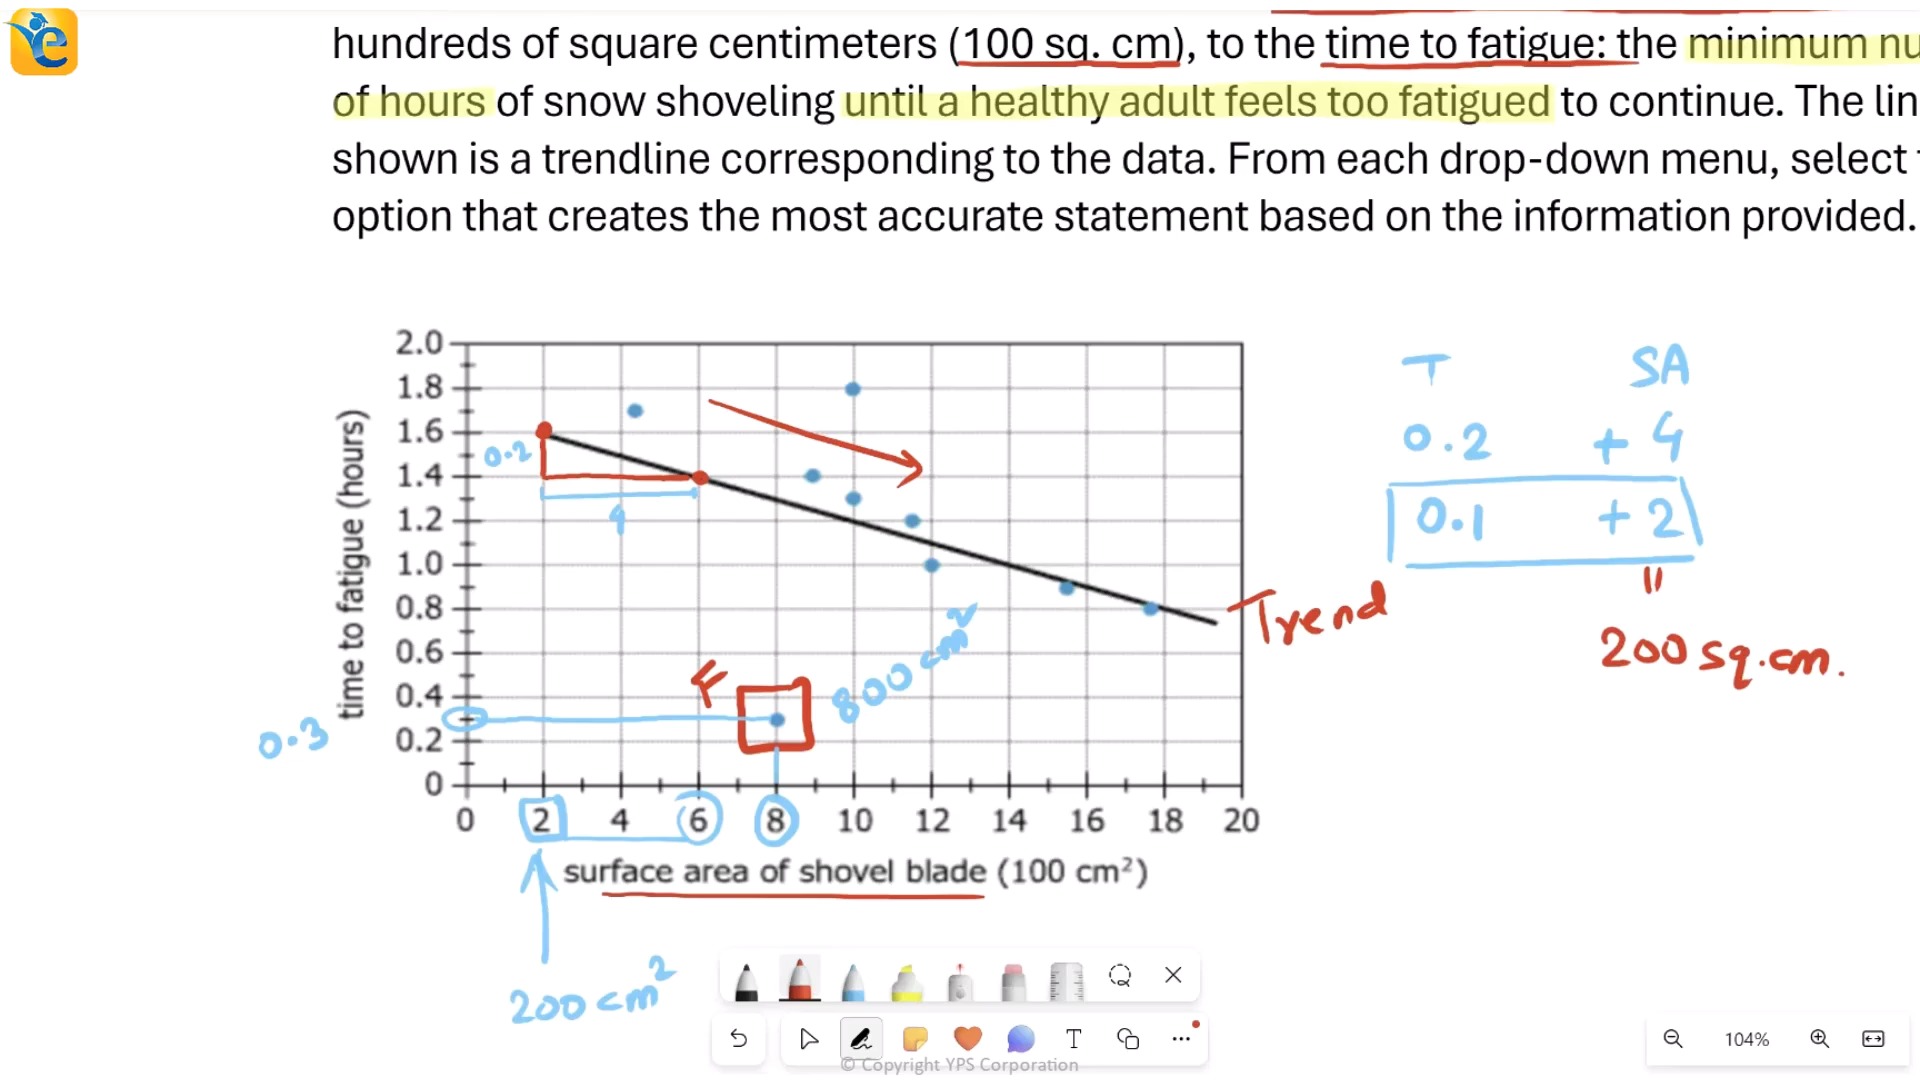 hundreds of square centimeters (100 sq. cm), to the time to fatigue: the minimum nu
of hours of snow shoveling until a healthy adult feels too fatigued to continue. The lin
shown is a trendline corresponding to the data. From each drop-down menu, select
option that creates the most accurate statement based on the information provided.
time to fatigue (hours)
2.0
1.8
1.6
1.4
1.2
1.0
0.8
0.6
0.4
0.2
0
0 2 4 6 8 10 12 14 16 18 20
surface area of shovel blade (100 cm²)
0.2
4
0.3
F
800 cm²
Trend
200 cm²
T SA
0.2 + 4
0.1 + 2
200 sq.cm.
T
104%
© Copyright YPS Corporation